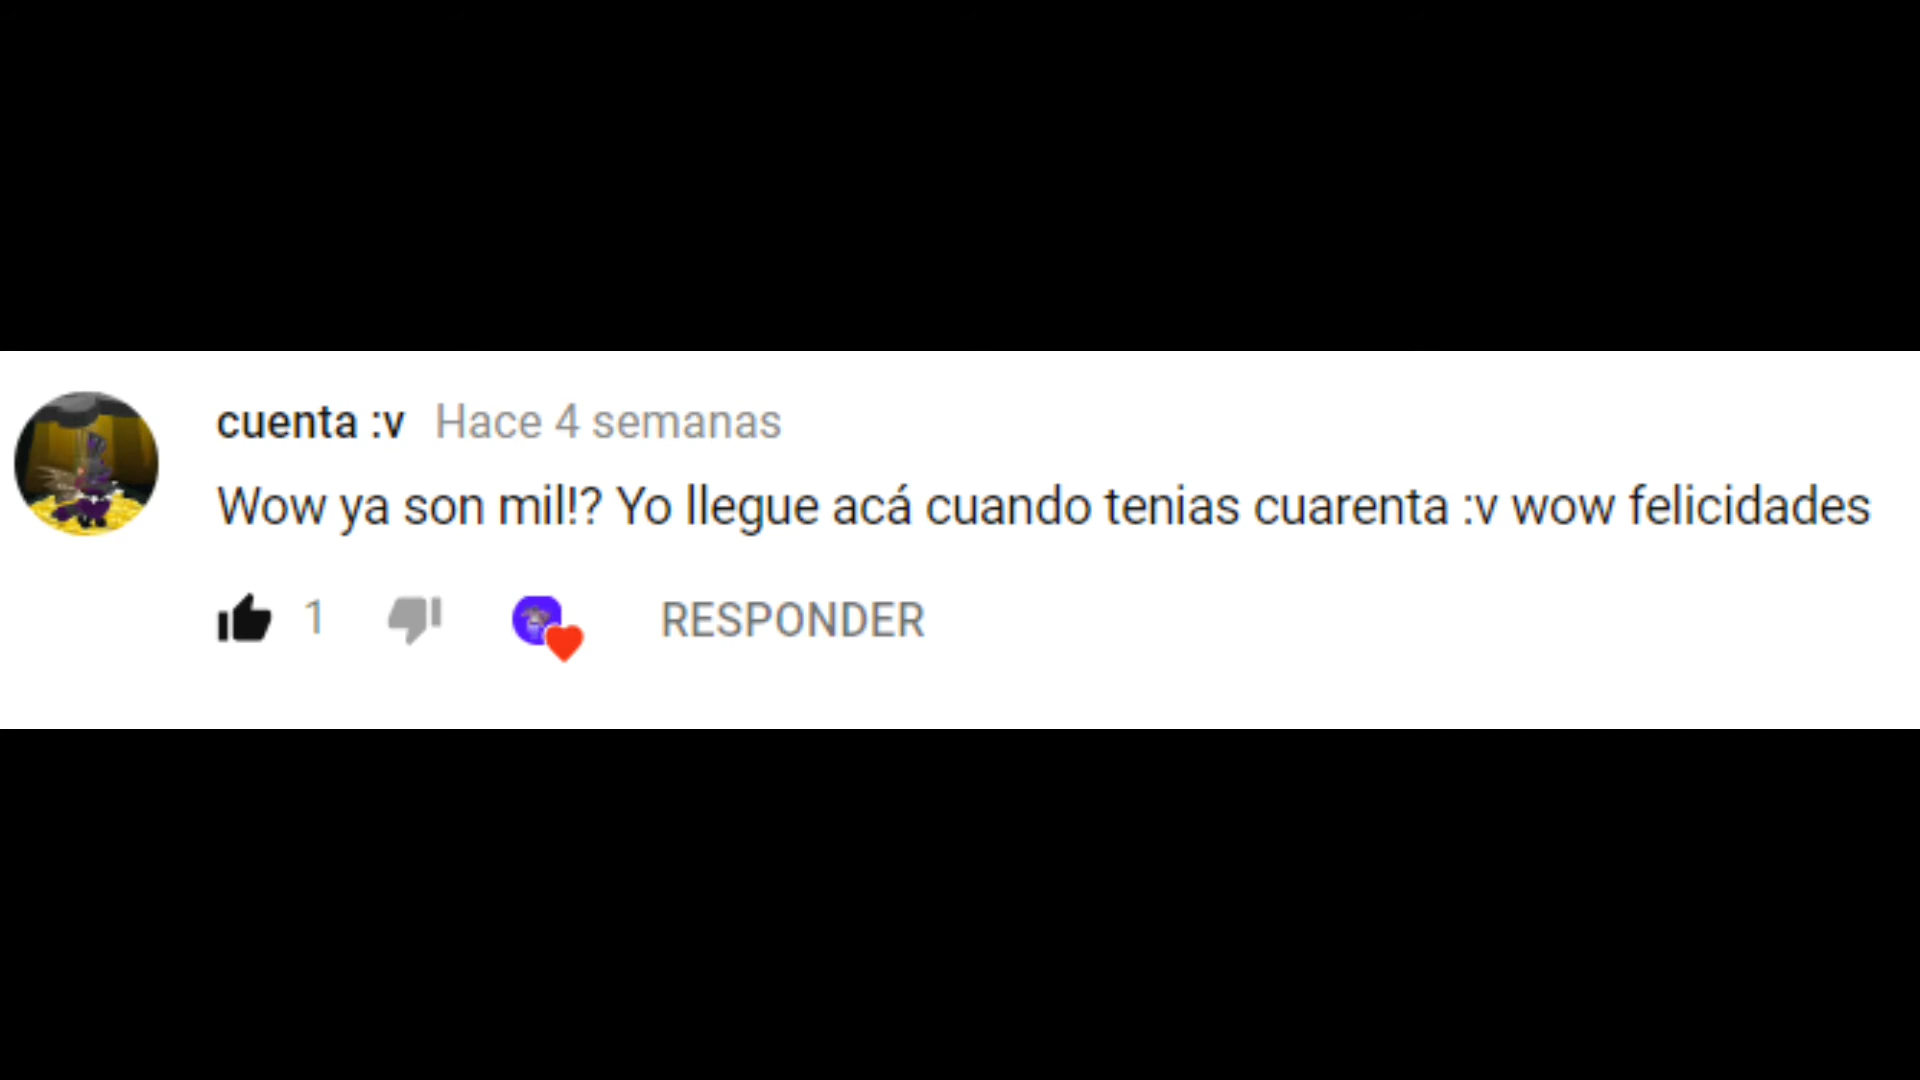 cuenta :v Hace 4 semanas
Wow ya son mil!? Yo llegue acá cuando tenias cuarenta :v wow felicidades
1 RESPONDER